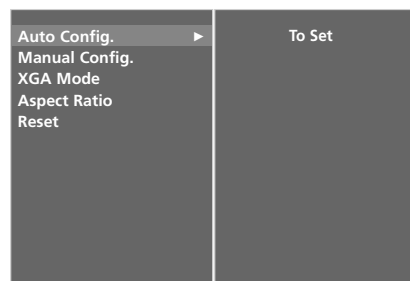 Auto Config. ► To Set
Manual Config.
XGA Mode
Aspect Ratio
Reset